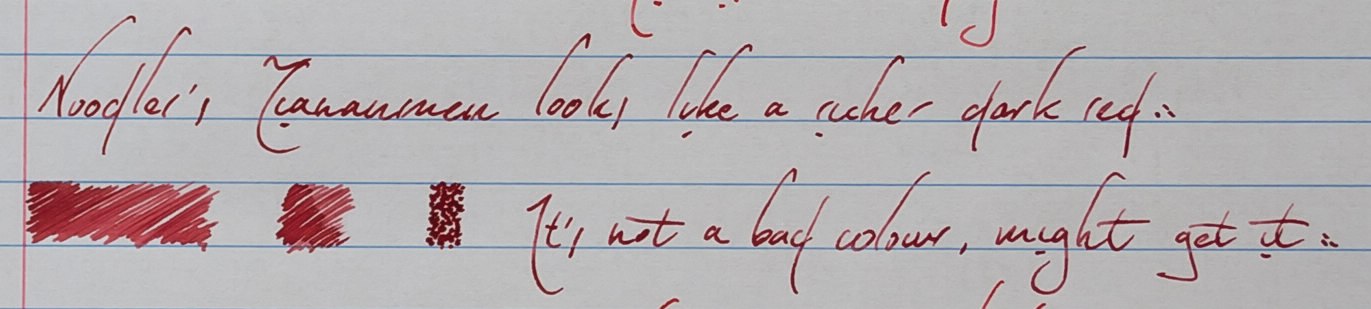 Noodler's Tiananmen looks like a richer dark red..
It's not a bad colour, might get it..